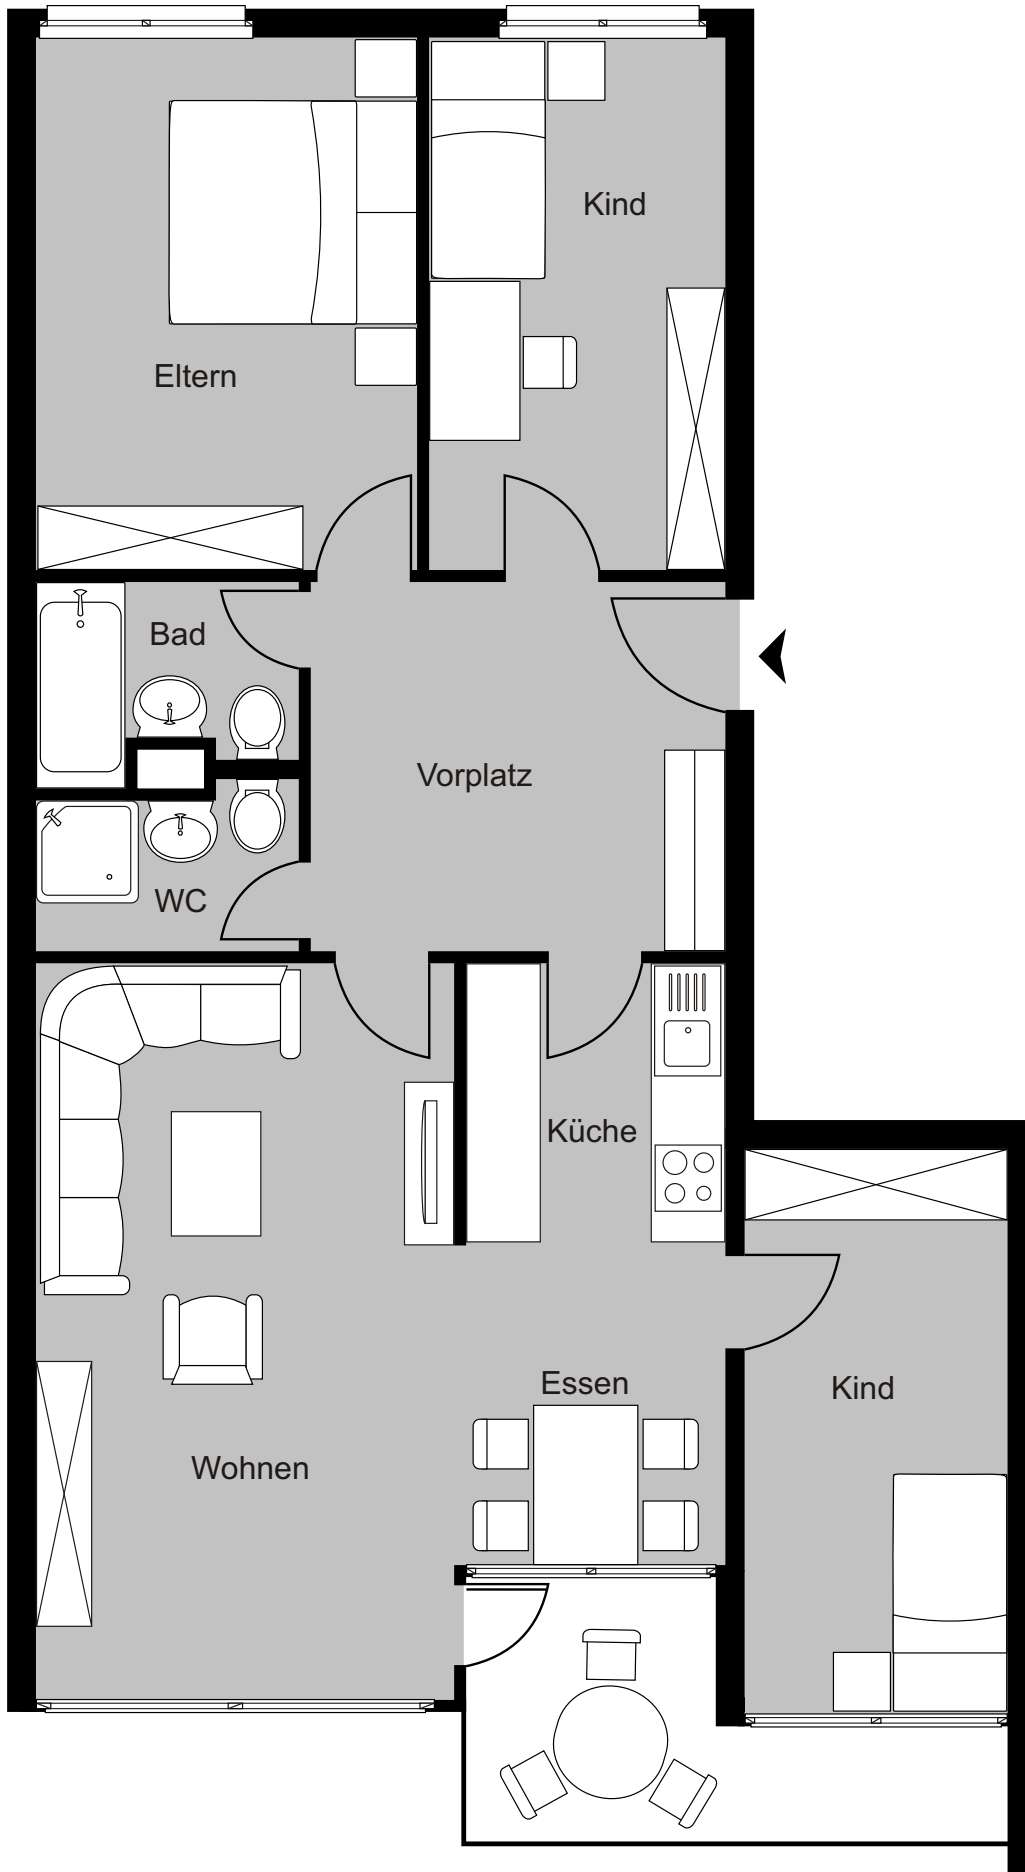 Kind
Eltern
Bad
Vorplatz
WC
Küche
Essen
Kind
Wohnen